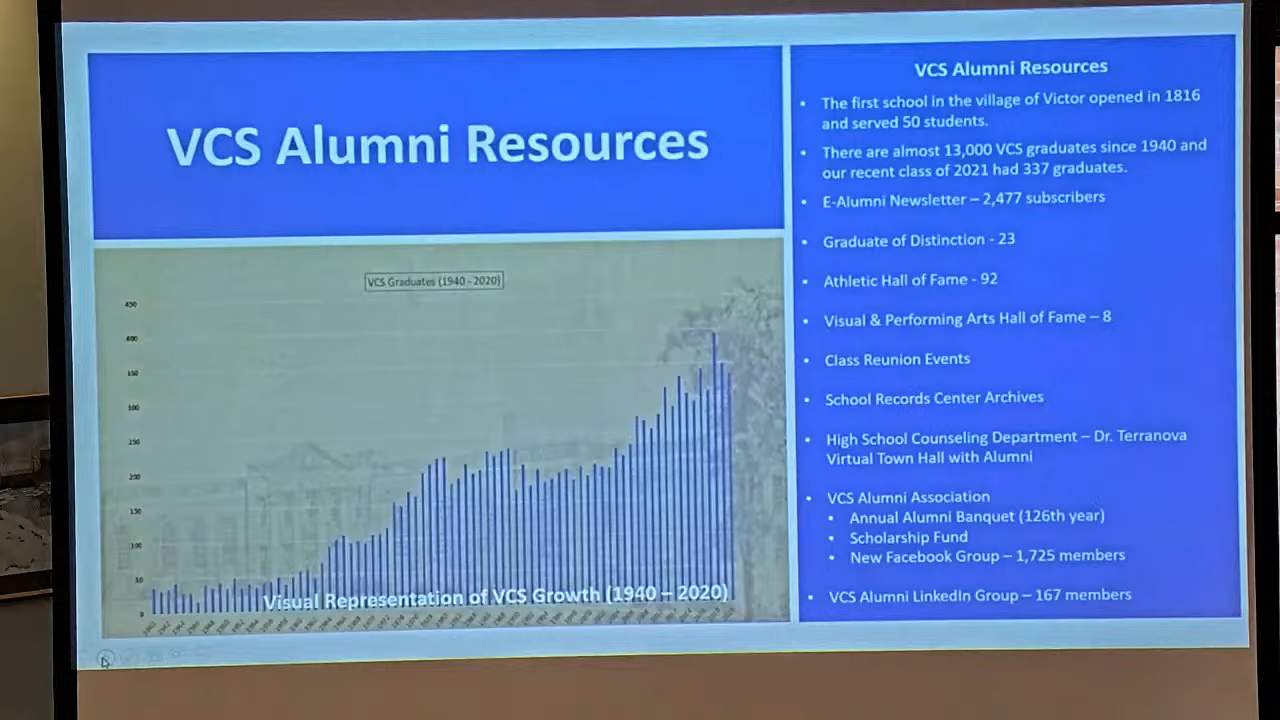 VCS Alumni Resources
VCS Graduates (1940 - 2020)
450
400
350
300
250
200
150
100
50
0
Visual Representation of VCS Growth (1940 – 2020)
VCS Alumni Resources
• The first school in the village of Victor opened in 1816
and served 50 students.
• There are almost 13,000 VCS graduates since 1940 and
our recent class of 2021 had 337 graduates.
• E-Alumni Newsletter – 2,477 subscribers
• Graduate of Distinction - 23
• Athletic Hall of Fame - 92
• Visual & Performing Arts Hall of Fame – 8
• Class Reunion Events
• School Records Center Archives
• High School Counseling Department – Dr. Terranova
Virtual Town Hall with Alumni
• VCS Alumni Association
• Annual Alumni Banquet (126th year)
• Scholarship Fund
• New Facebook Group – 1,725 members
• VCS Alumni LinkedIn Group – 167 members